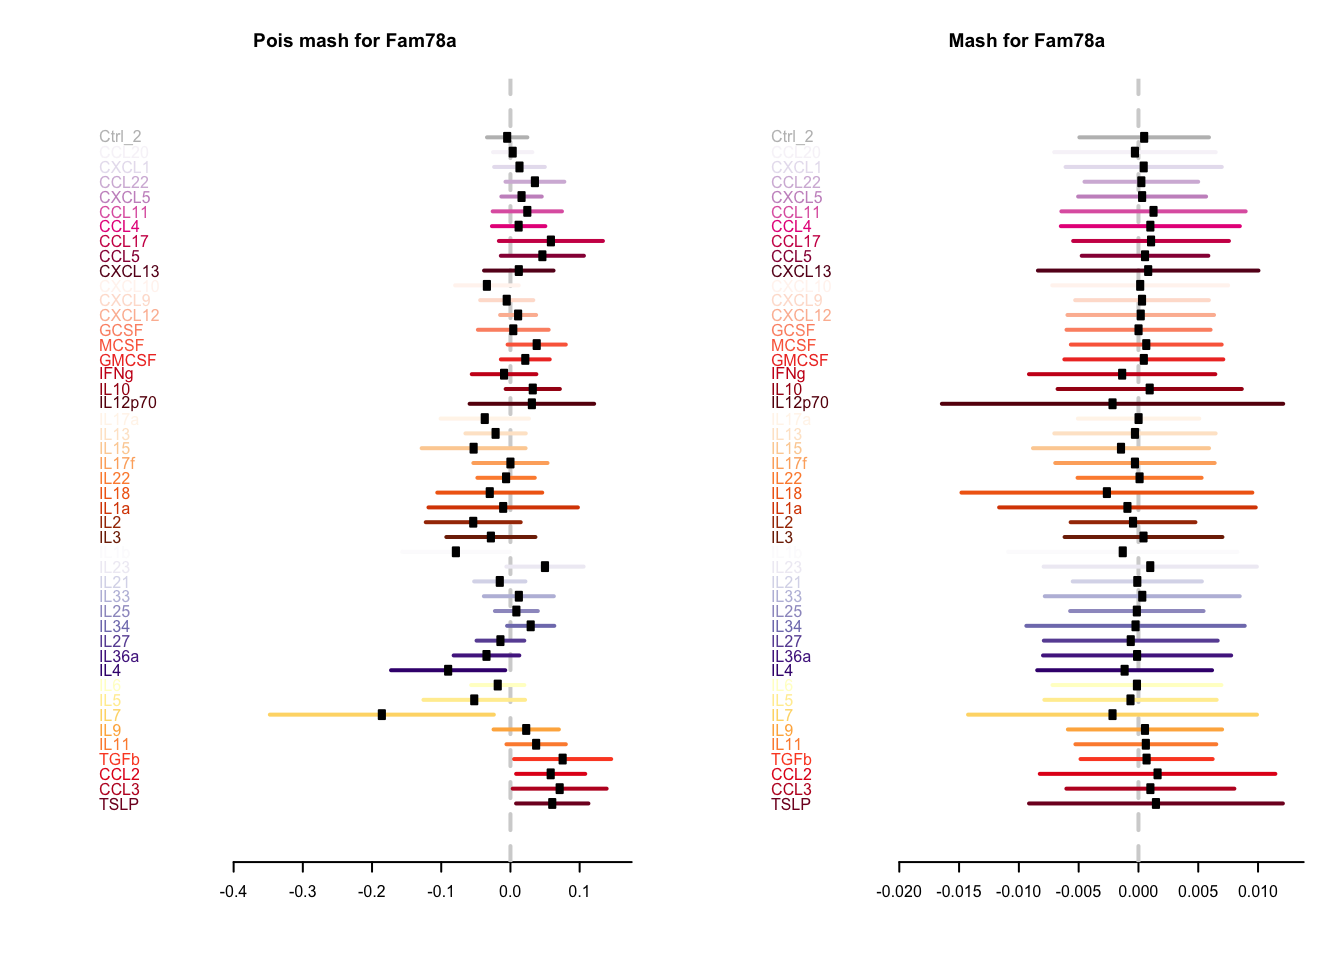 Pois mash for Fam78a
Ctrl_2
CCL20
CXCL1
CCL22
CXCL5
CCL11
CCL4
CCL17
CCL5
CXCL13
CXCL10
CXCL9
CXCL12
GCSF
MCSF
GMCSF
IFNg
IL10
IL12p70
IL17a
IL13
IL15
IL17f
IL22
IL18
IL1a
IL2
IL3
IL23
IL21
IL33
IL25
IL34
IL27
IL36a
IL4
IL5
IL7
IL9
IL11
TGFb
CCL2
CCL3
TSLP
-0.4 -0.3 -0.2 -0.1 0.0 0.1
Mash for Fam78a
Ctrl_2
CCL20
CXCL1
CCL22
CXCL5
CCL11
CCL4
CCL17
CCL5
CXCL13
CXCL10
CXCL9
CXCL12
GCSF
MCSF
GMCSF
IFNg
IL10
IL12p70
IL17a
IL13
IL15
IL17f
IL22
IL18
IL1a
IL2
IL3
IL23
IL21
IL33
IL25
IL34
IL27
IL36a
IL4
IL5
IL7
IL9
IL11
TGFb
CCL2
CCL3
TSLP
-0.020 -0.015 -0.010 -0.005 0.000 0.005 0.010